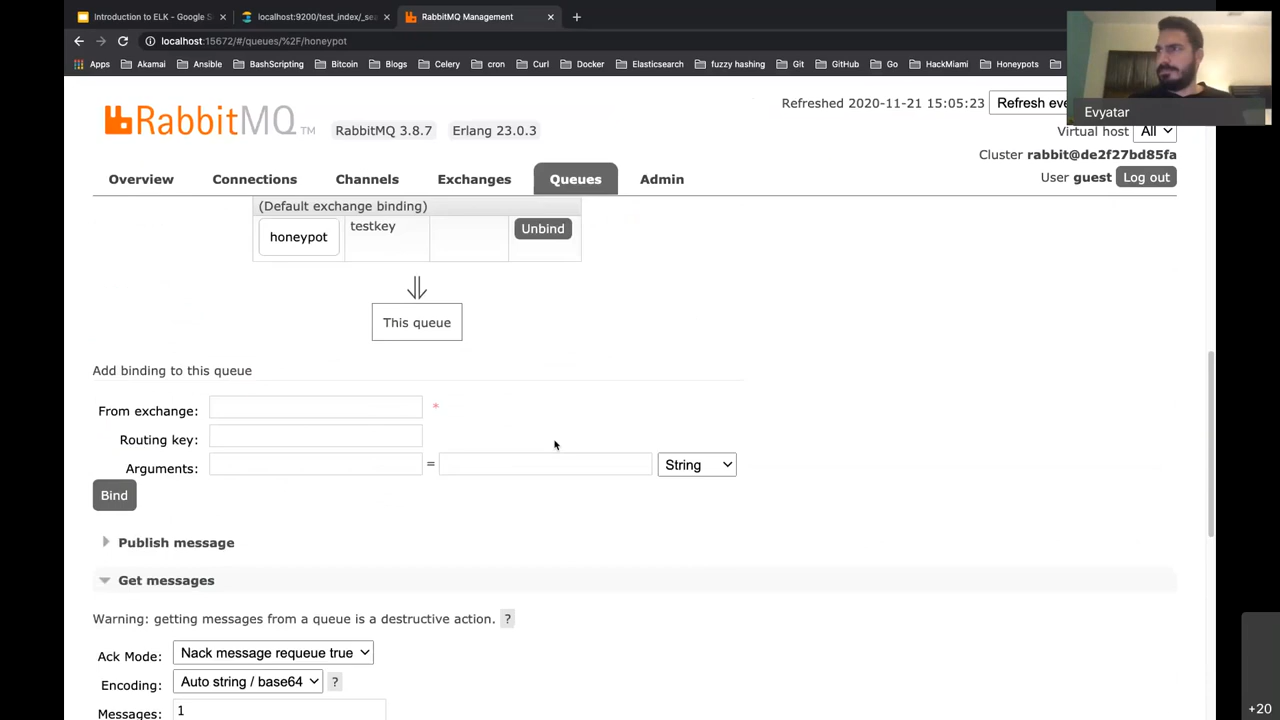 Introduction to ELK - Google S
localhost:9200/test_index/_sea
RabbitMQ Management
localhost:15672/#/queues/%2F/honeypot
Apps Akamai Ansible BashScripting Bitcoin Blogs Celery cron Curl Docker Elasticsearch fuzzy hashing Git GitHub Go HackMiami Honeypots
Evyatar
RabbitMQ TM RabbitMQ 3.8.7 Erlang 23.0.3
Refreshed 2020-11-21 15:05:23 Refresh eve
Virtual host All
Cluster rabbit@de2f27bd85fa
User guest Log out
Overview Connections Channels Exchanges Queues Admin
(Default exchange binding)
honeypot testkey Unbind
⇓
This queue
Add binding to this queue
From exchange: *
Routing key:
Arguments: = String
Bind
Publish message
Get messages
Warning: getting messages from a queue is a destructive action. ?
Ack Mode: Nack message requeue true
Encoding: Auto string / base64 ?
Messages: 1
+20